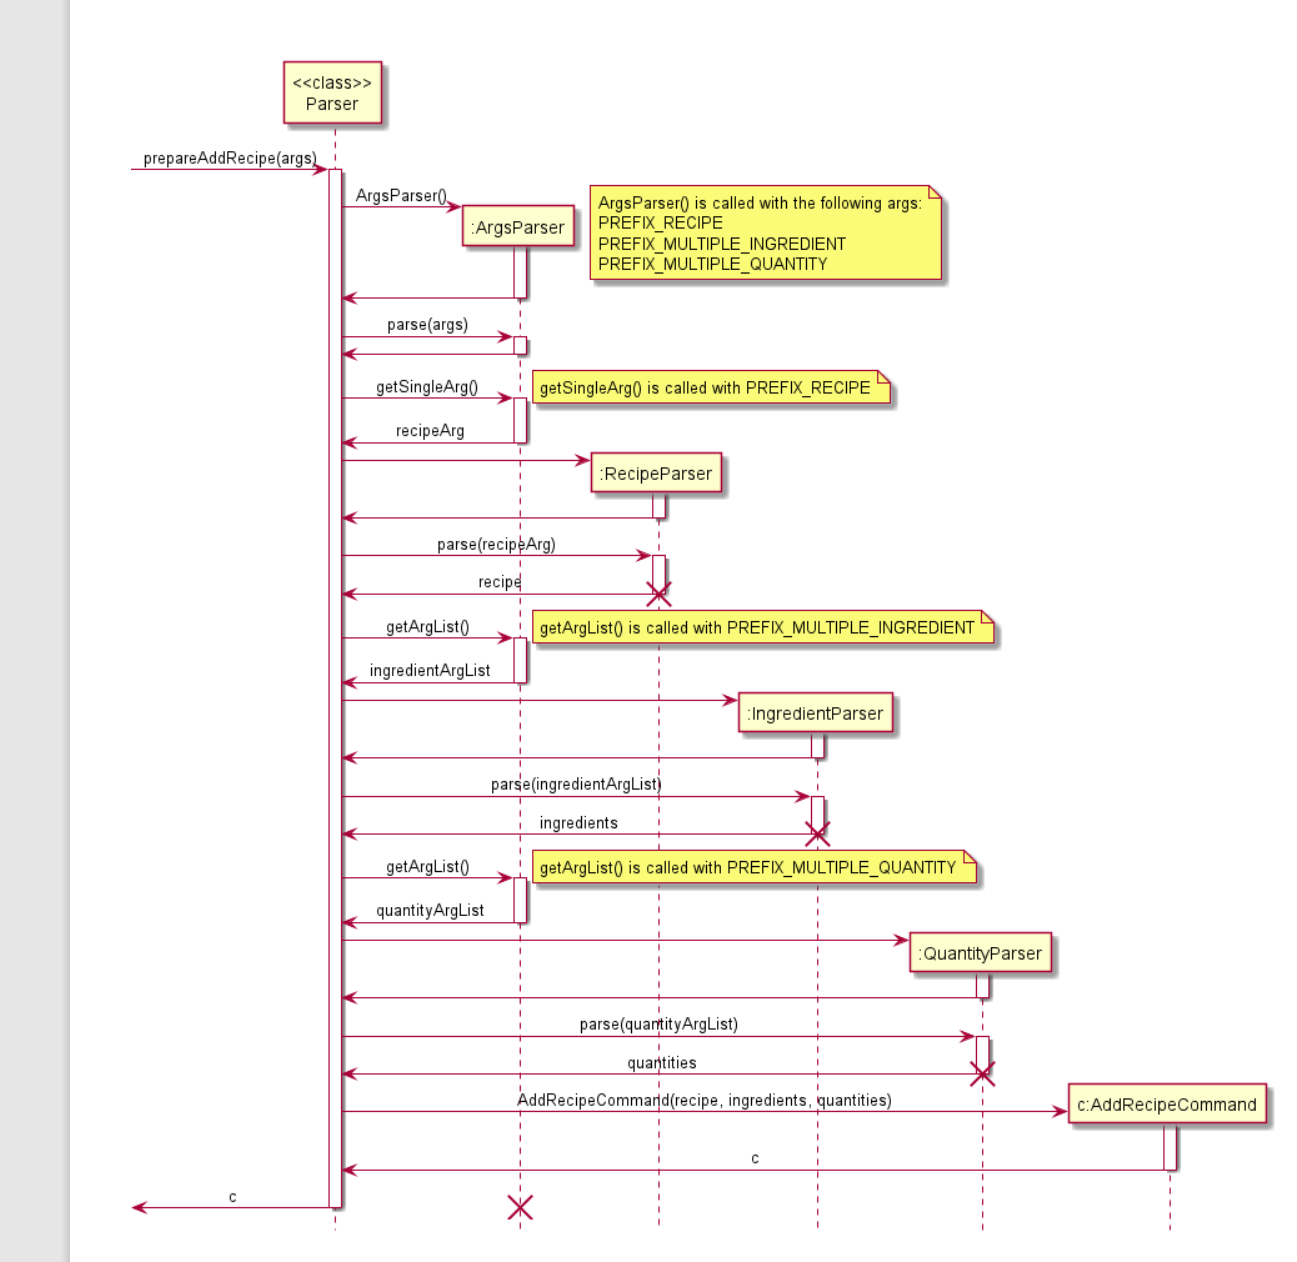 <<class>>
Parser
prepareAddRecipe(args)
ArgsParser()
:ArgsParser
ArgsParser() is called with the following args:
PREFIX_RECIPE
PREFIX_MULTIPLE_INGREDIENT
PREFIX_MULTIPLE_QUANTITY
parse(args)
getSingleArg()
getSingleArg() is called with PREFIX_RECIPE
recipeArg
:RecipeParser
parse(recipeArg)
recipe
getArgList()
getArgList() is called with PREFIX_MULTIPLE_INGREDIENT
ingredientArgList
:IngredientParser
parse(ingredientArgList)
ingredients
getArgList()
getArgList() is called with PREFIX_MULTIPLE_QUANTITY
quantityArgList
:QuantityParser
parse(quantityArgList)
quantities
AddRecipeCommand(recipe, ingredients, quantities)
c:AddRecipeCommand
c
c